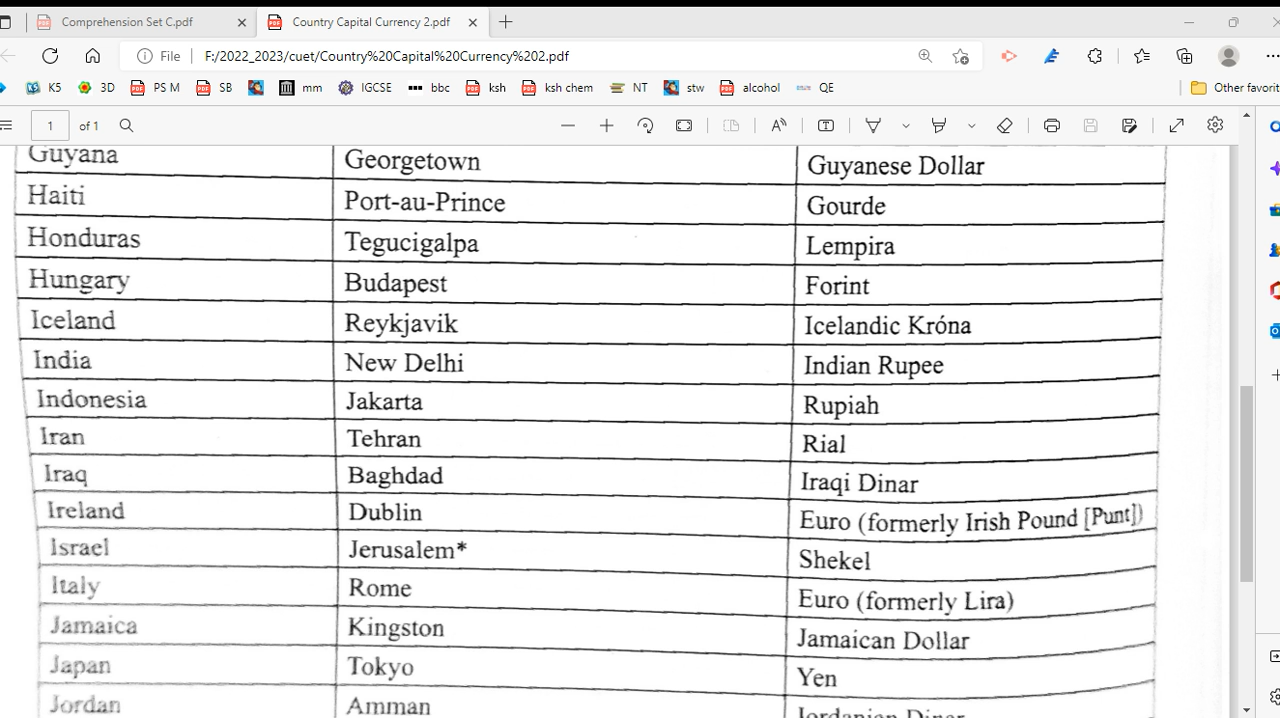 Comprehension Set C.pdf
Country Capital Currency 2.pdf
File F:/2022_2023/cuet/Country%20Capital%20Currency%202.pdf
K5 3D PS M SB mm IGCSE bbc ksh ksh chem NT stw alcohol QE Other favorit
1 of 1
Guyana Georgetown Guyanese Dollar
Haiti Port-au-Prince Gourde
Honduras Tegucigalpa Lempira
Hungary Budapest Forint
Iceland Reykjavik Icelandic Króna
India New Delhi Indian Rupee
Indonesia Jakarta Rupiah
Iran Tehran Rial
Iraq Baghdad Iraqi Dinar
Ireland Dublin Euro (formerly Irish Pound [Punt])
Israel Jerusalem* Shekel
Italy Rome Euro (formerly Lira)
Jamaica Kingston Jamaican Dollar
Japan Tokyo Yen
Jordan Amman Jordanian Dinar